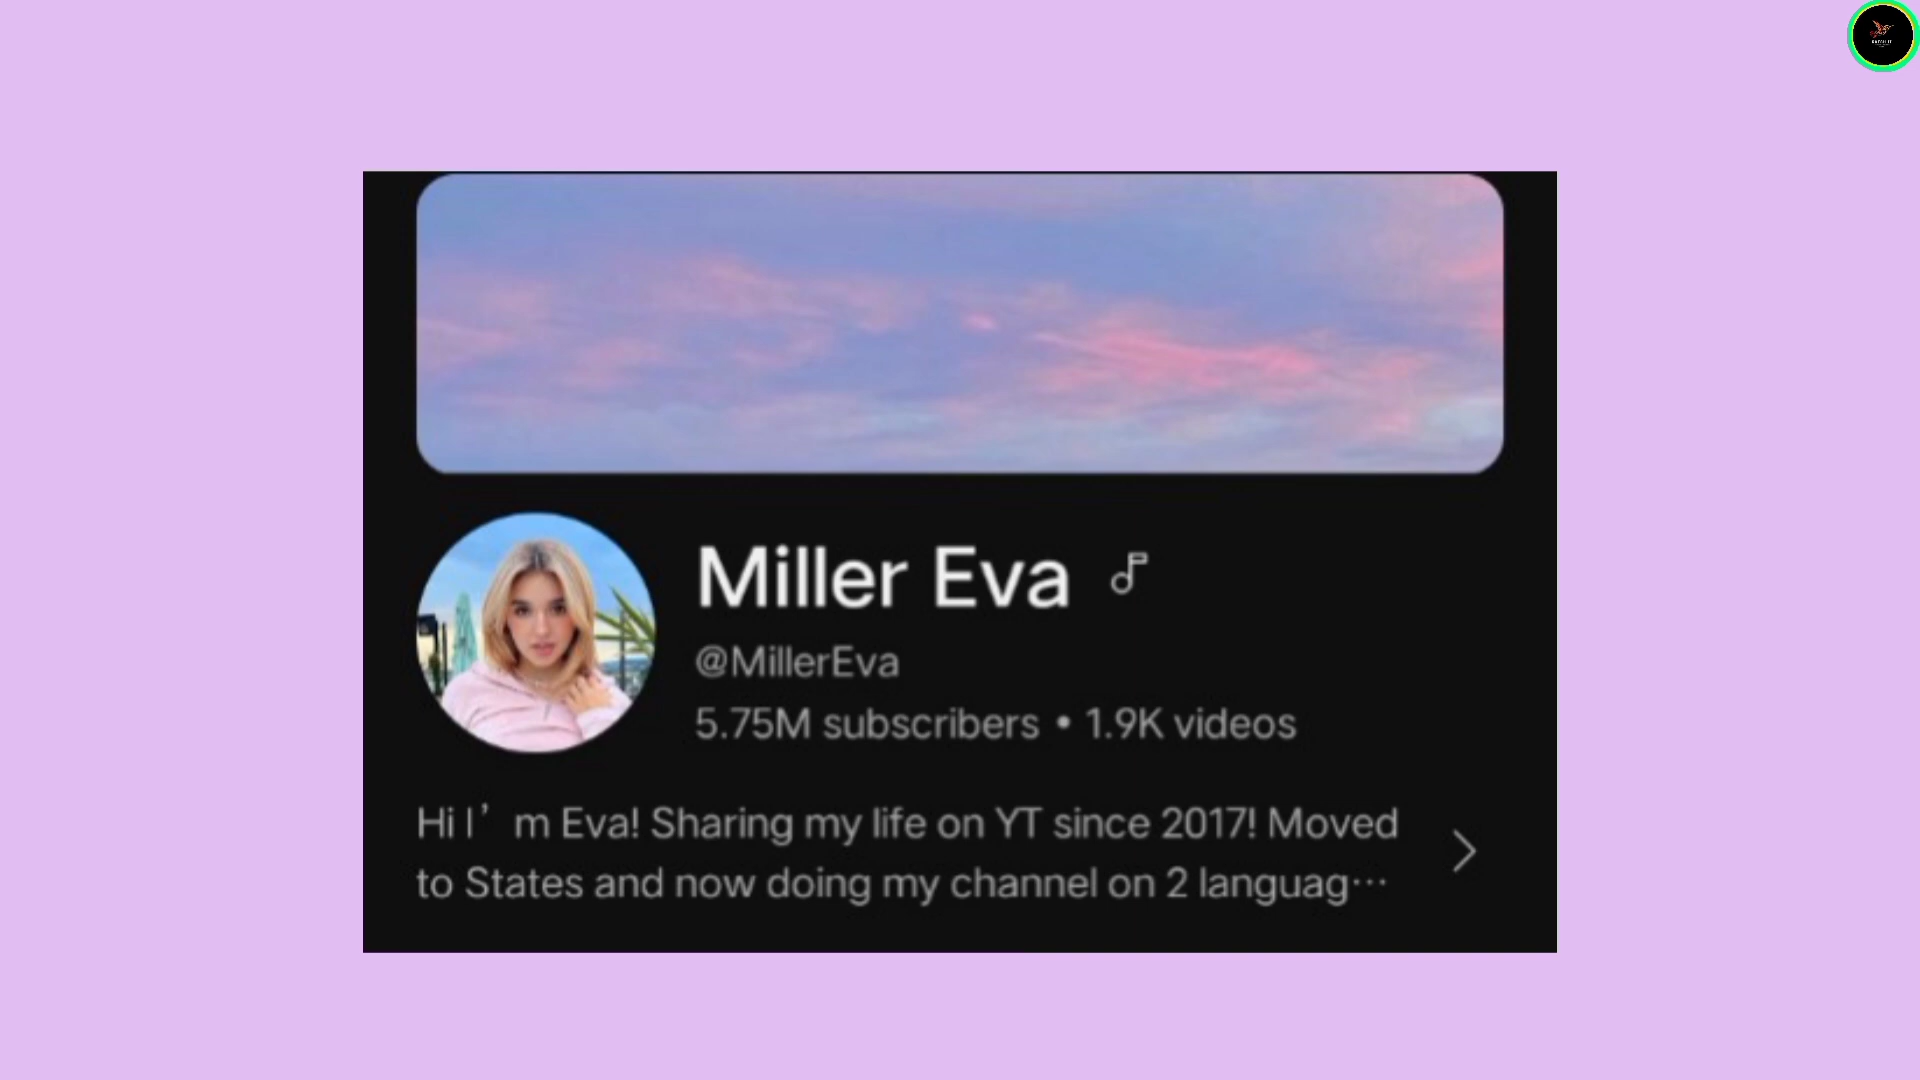 Miller Eva
@MillerEva
5.75M subscribers • 1.9K videos
Hi I’ m Eva! Sharing my life on YT since 2017! Moved
to States and now doing my channel on 2 languag…